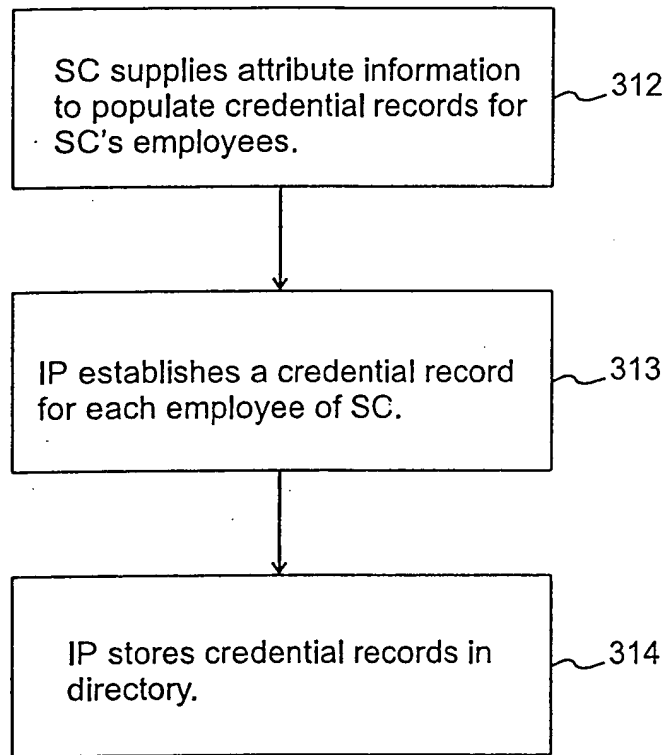 SC supplies attribute information
to populate credential records for
SC's employees.
312
IP establishes a credential record
for each employee of SC.
313
IP stores credential records in
directory.
314